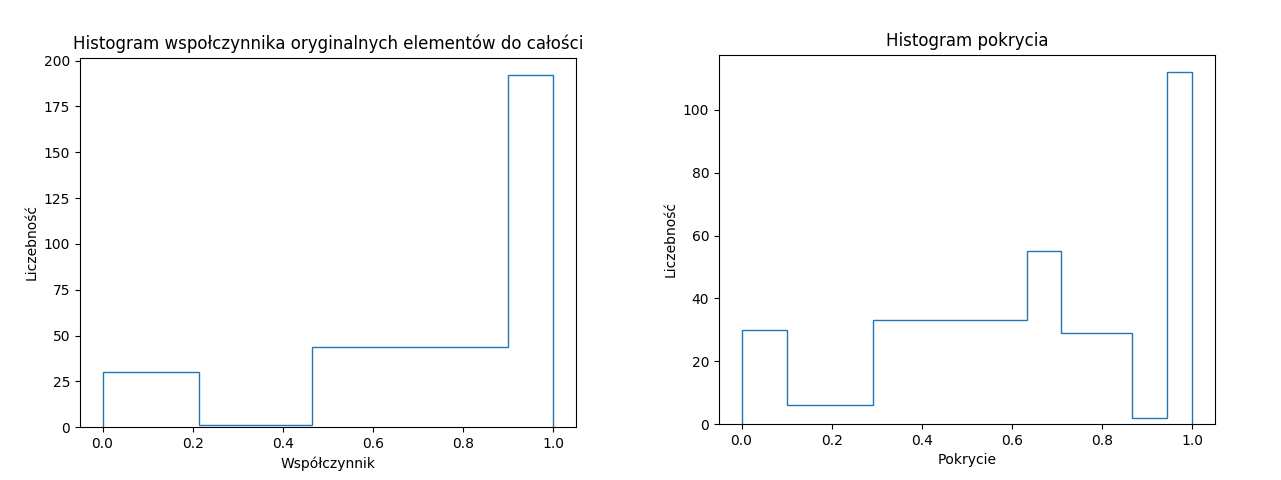 Histogram wspołczynnika oryginalnych elementów do całości
200
175
150
125
100
75
50
25
0
Liczebność
0.0 0.2 0.4 0.6 0.8 1.0
Współczynnik
Histogram pokrycia
100
80
60
40
20
0
Liczebność
0.0 0.2 0.4 0.6 0.8 1.0
Pokrycie